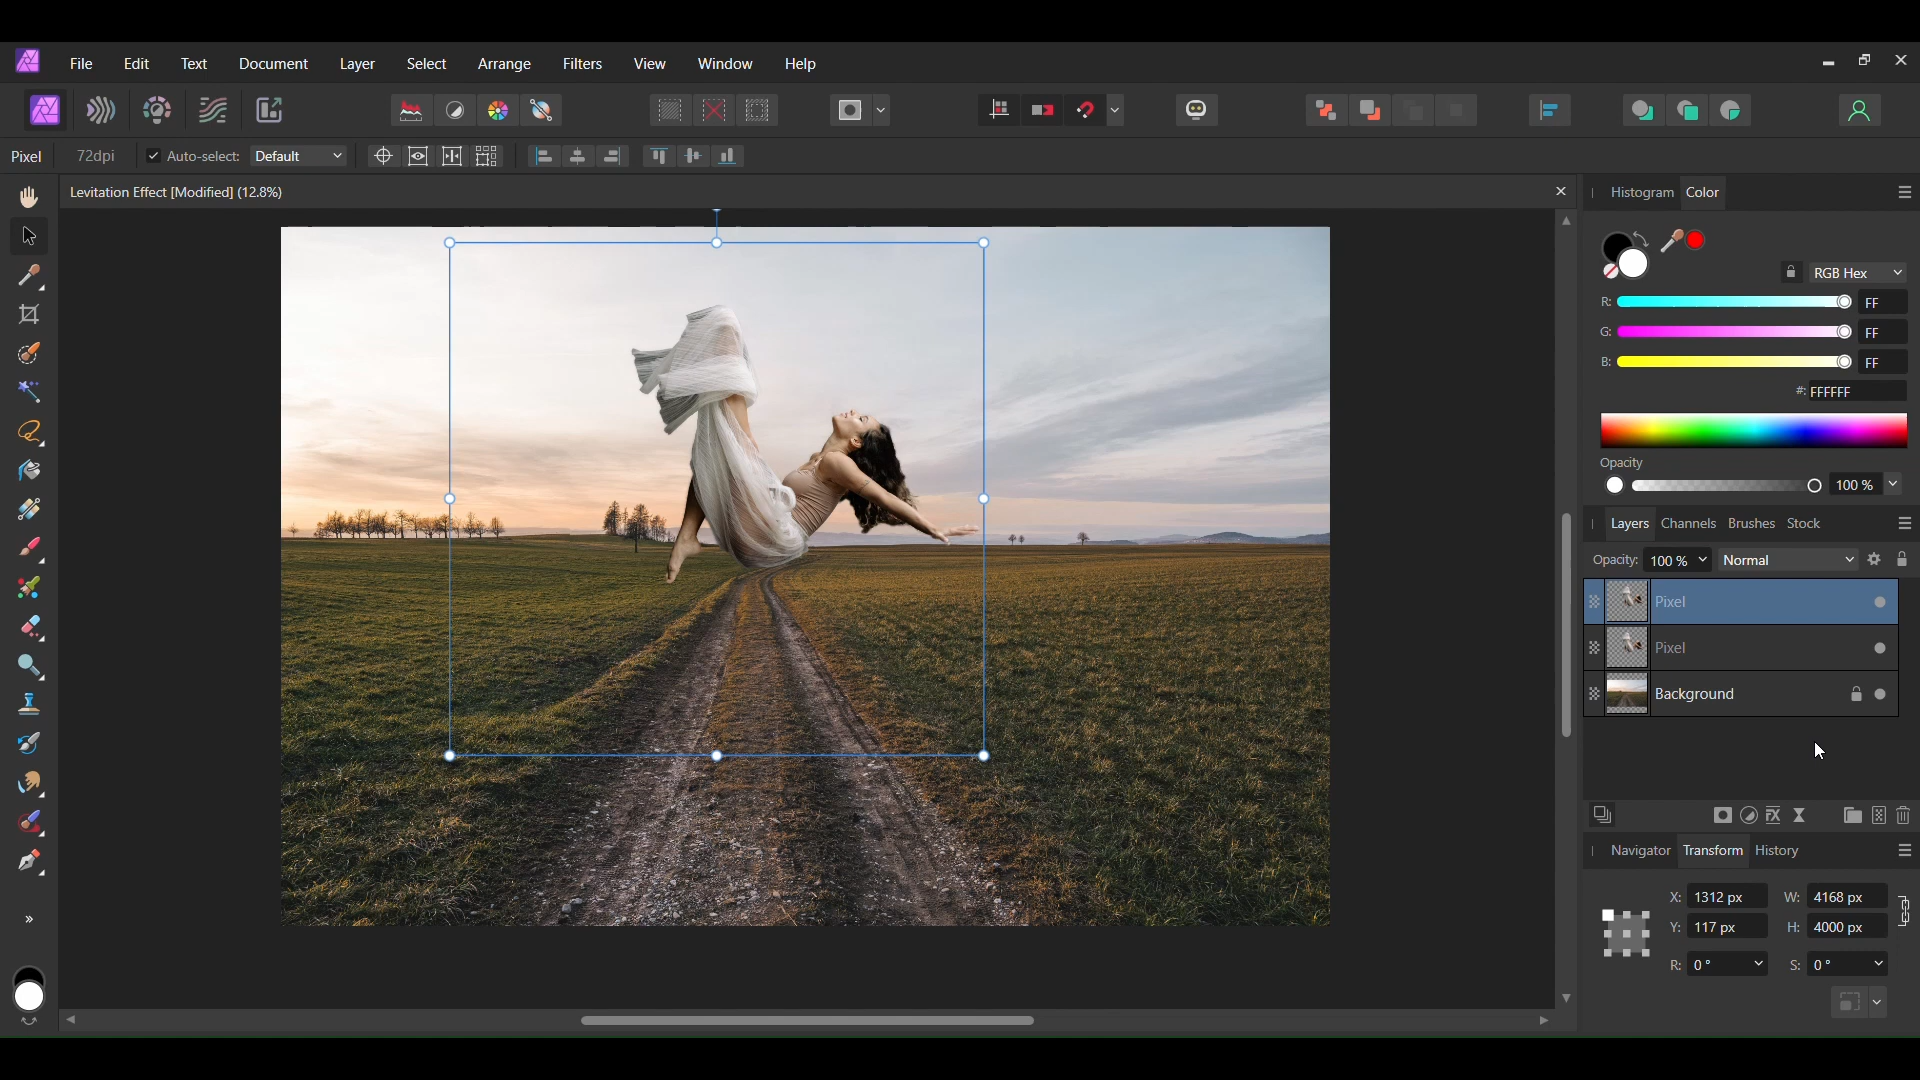 File Edit Text Document Layer Select Arrange Filters View Window Help
Pixel 72dpi Auto-select: Default
Levitation Effect [Modified] (12.8%)
Histogram Color
RGB Hex
R: FF
G: FF
B: FF
#: FFFFFF
Opacity
100 %
Layers Channels Brushes Stock
Opacity: 100 % Normal
Pixel
Pixel
Background
FX
Navigator Transform History
X: 1312 px W: 4168 px
Y: 117 px H: 4000 px
R: 0 ° S: 0 °